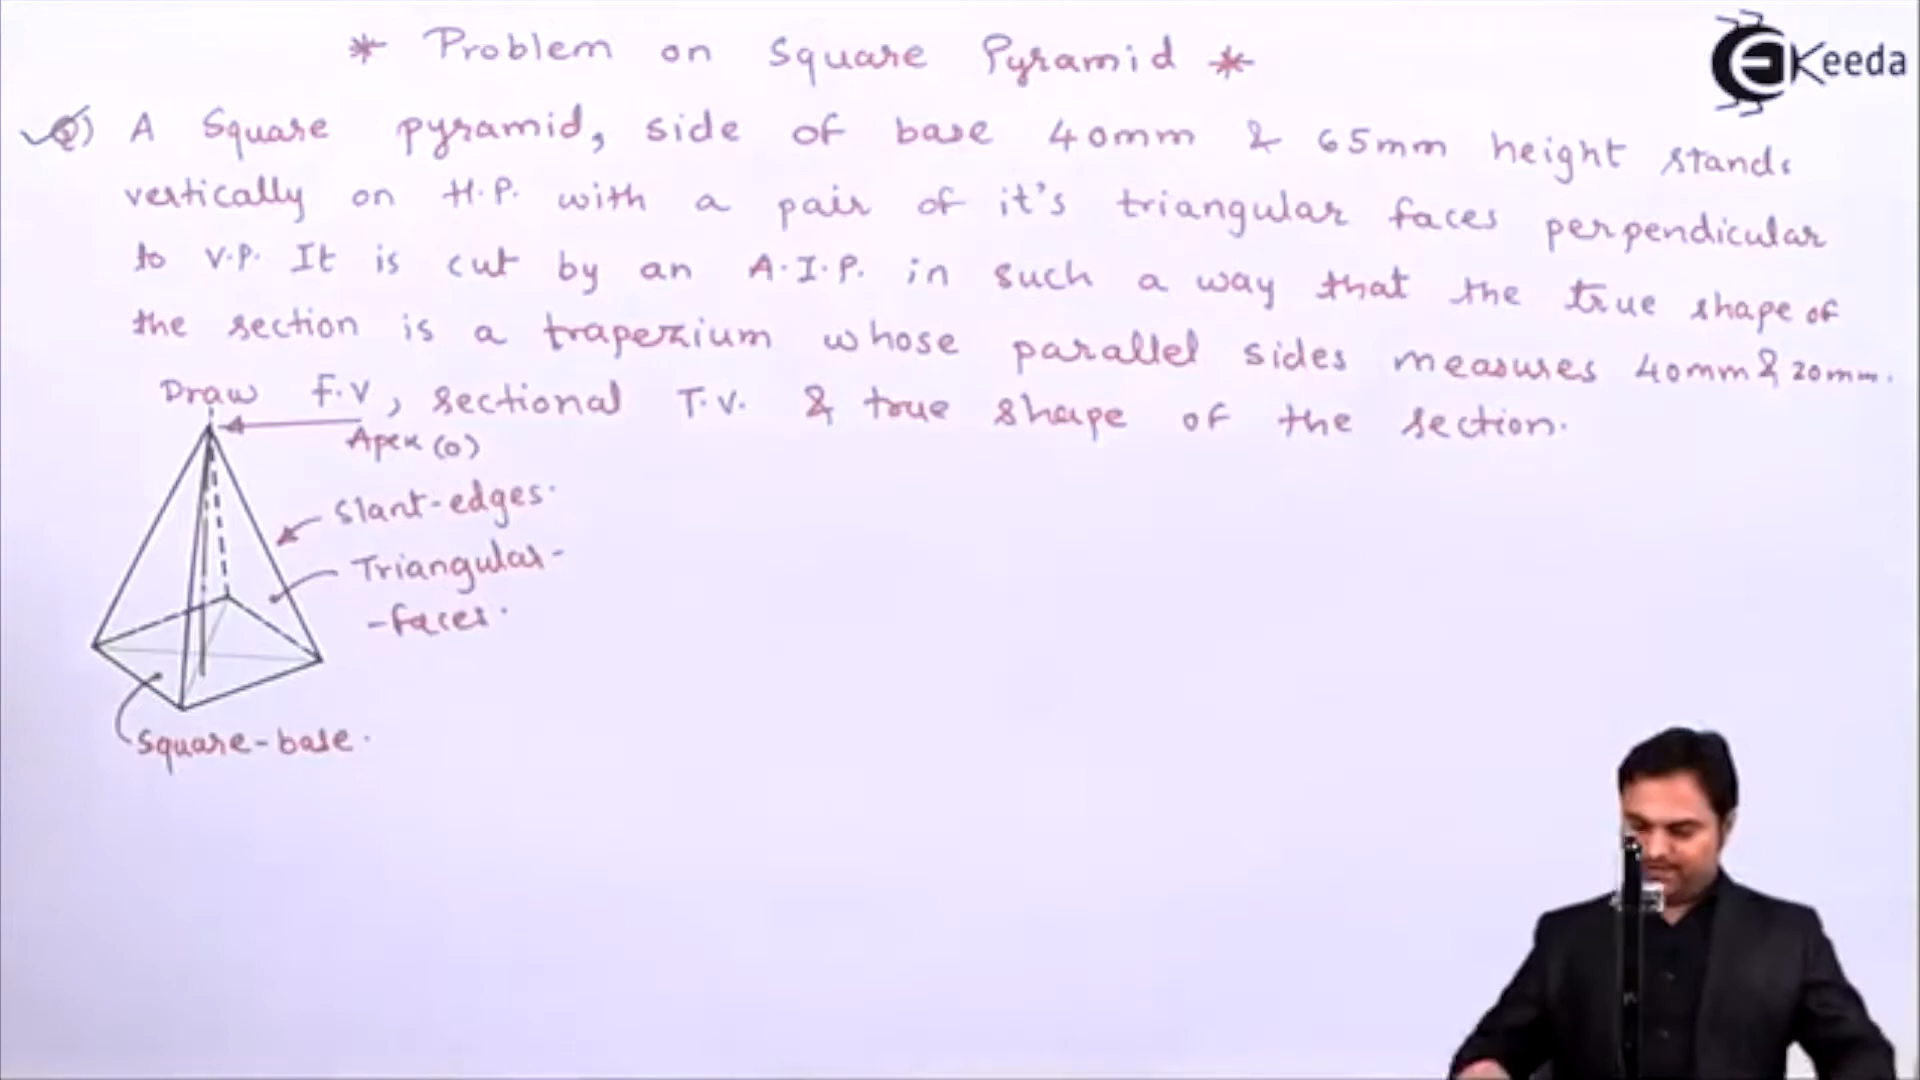 * Problem on Square Pyramid *
EKeeda
Q) A Square pyramid, side of base 40mm & 65mm height stands
vertically on H.P. with a pair of it's triangular faces perpendicular
to V.P. It is cut by an A.I.P. in such a way that the true shape of
the section is a trapezium whose parallel sides measures 40mm & 20mm.
Draw F.V, sectional T.V. & true shape of the section.
Apex (o)
Slant-edges.
Triangular-
-faces.
Square-base.